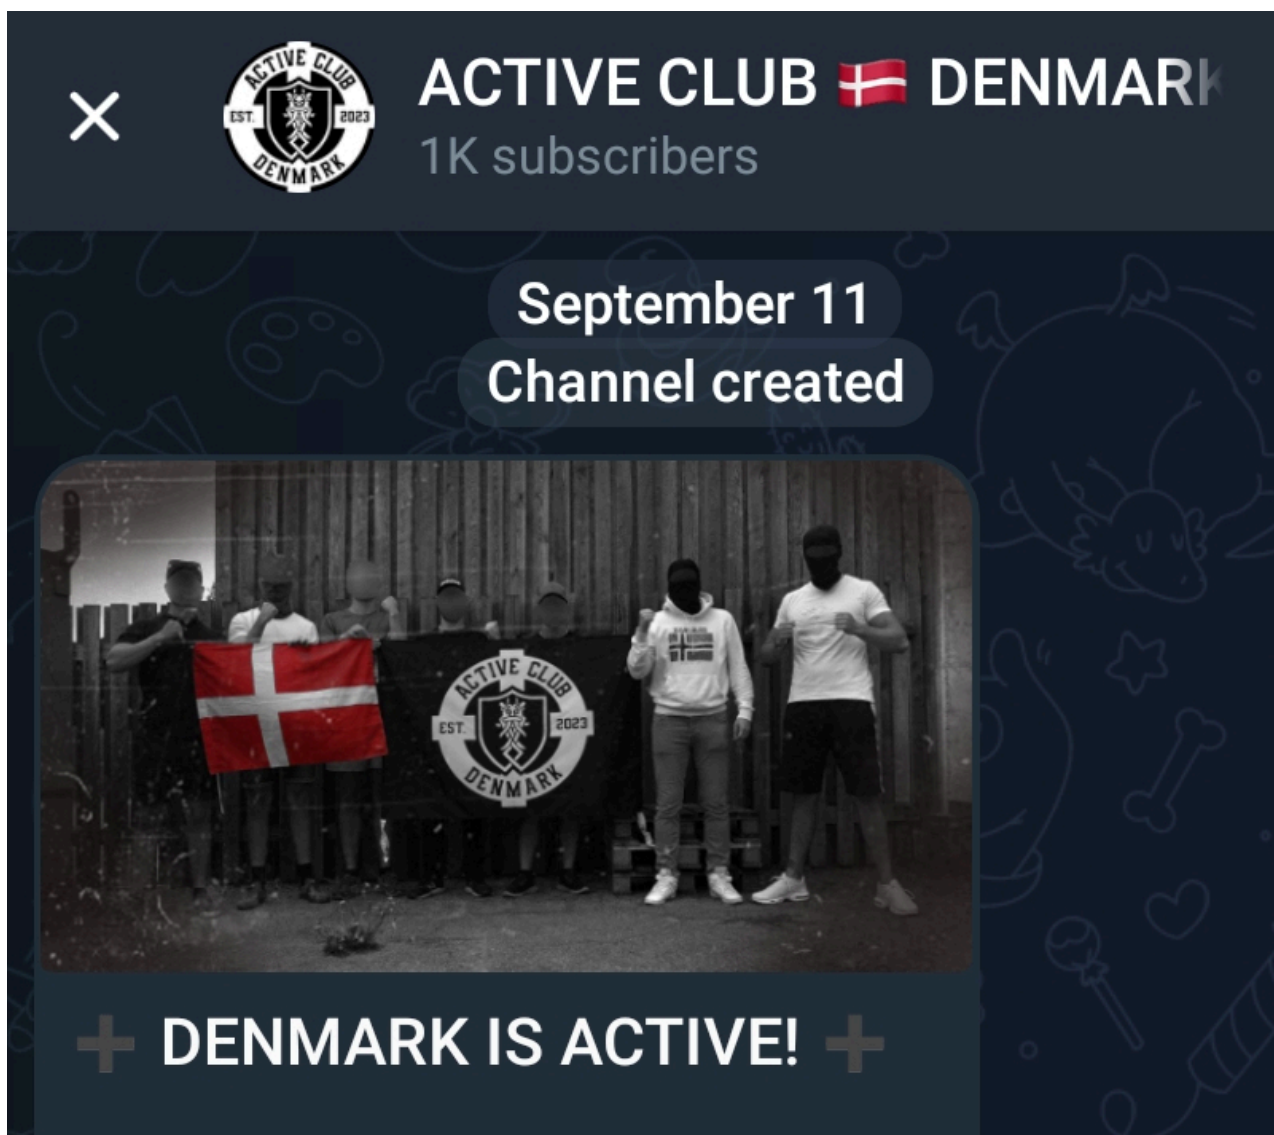 ACTIVE CLUB
EST. 2023
DENMARK
ACTIVE CLUB 🇩🇰 DENMARK
1K subscribers
September 11
Channel created
ACTIVE CLUB
EST. 2023
DENMARK
➕ DENMARK IS ACTIVE! ➕